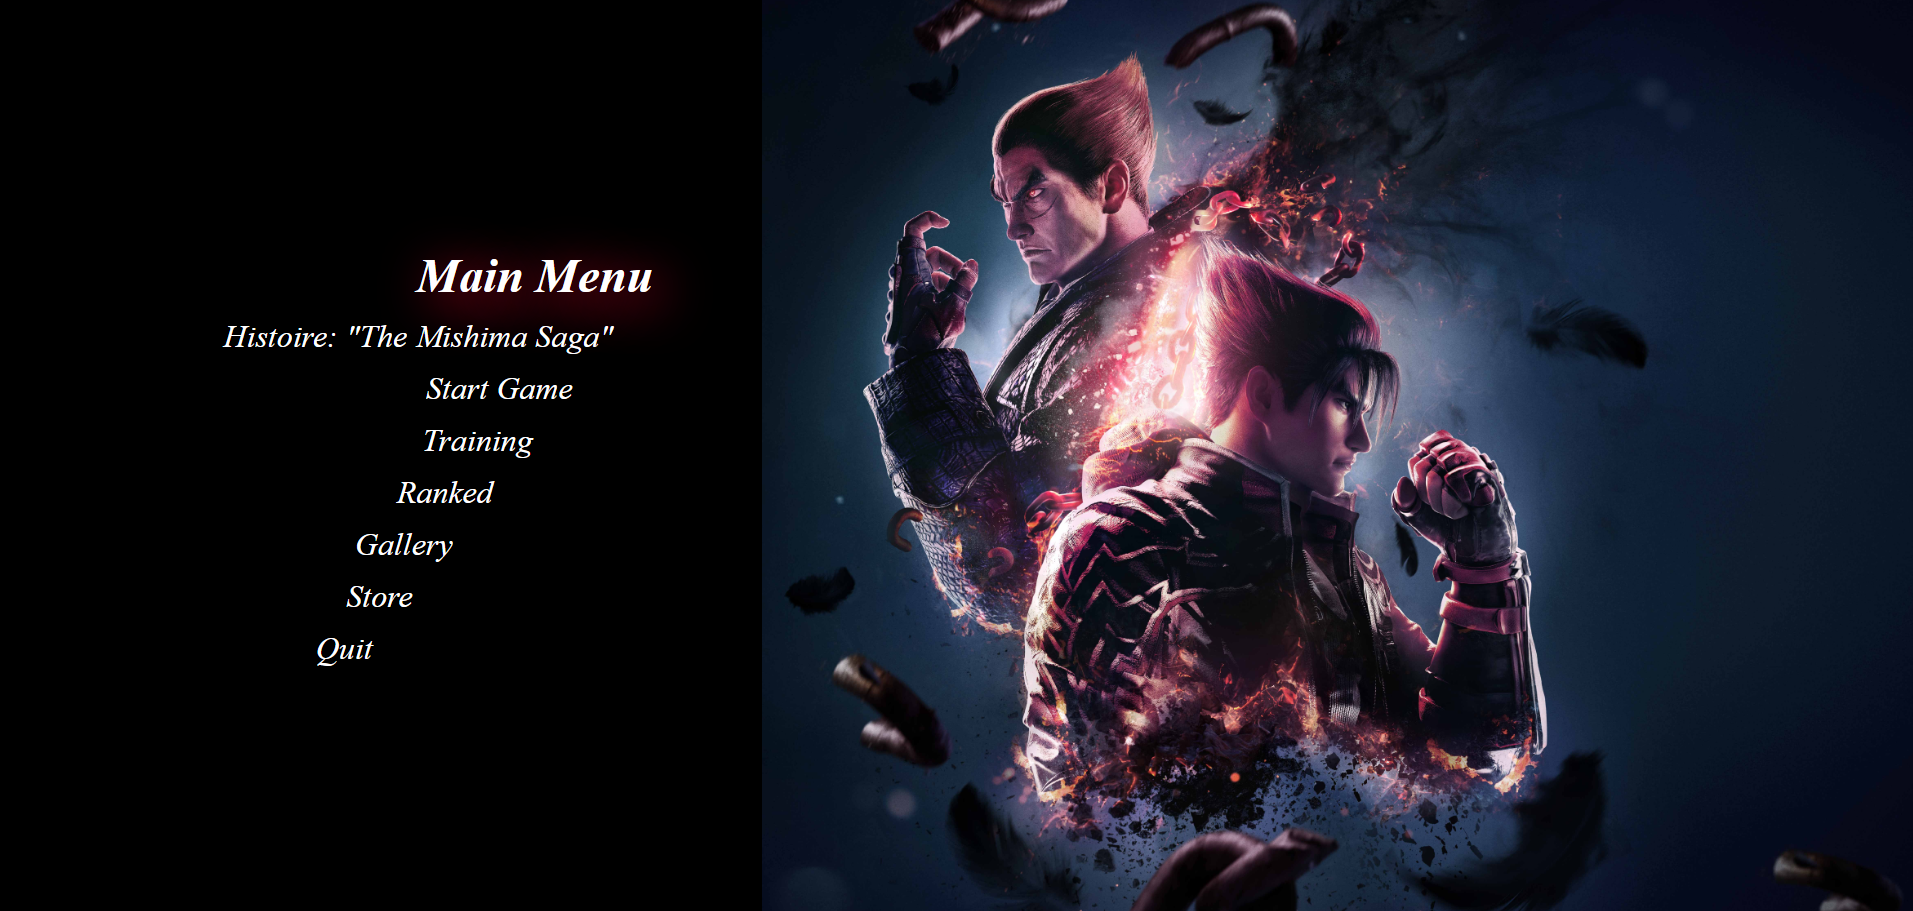 Main Menu
Histoire: "The Mishima Saga"
Start Game
Training
Ranked
Gallery
Store
Quit